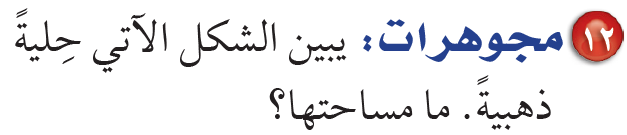 ١٢ مجوهرات: يبين الشكل الآتي حِليةً
ذهبيةً. ما مساحتها؟